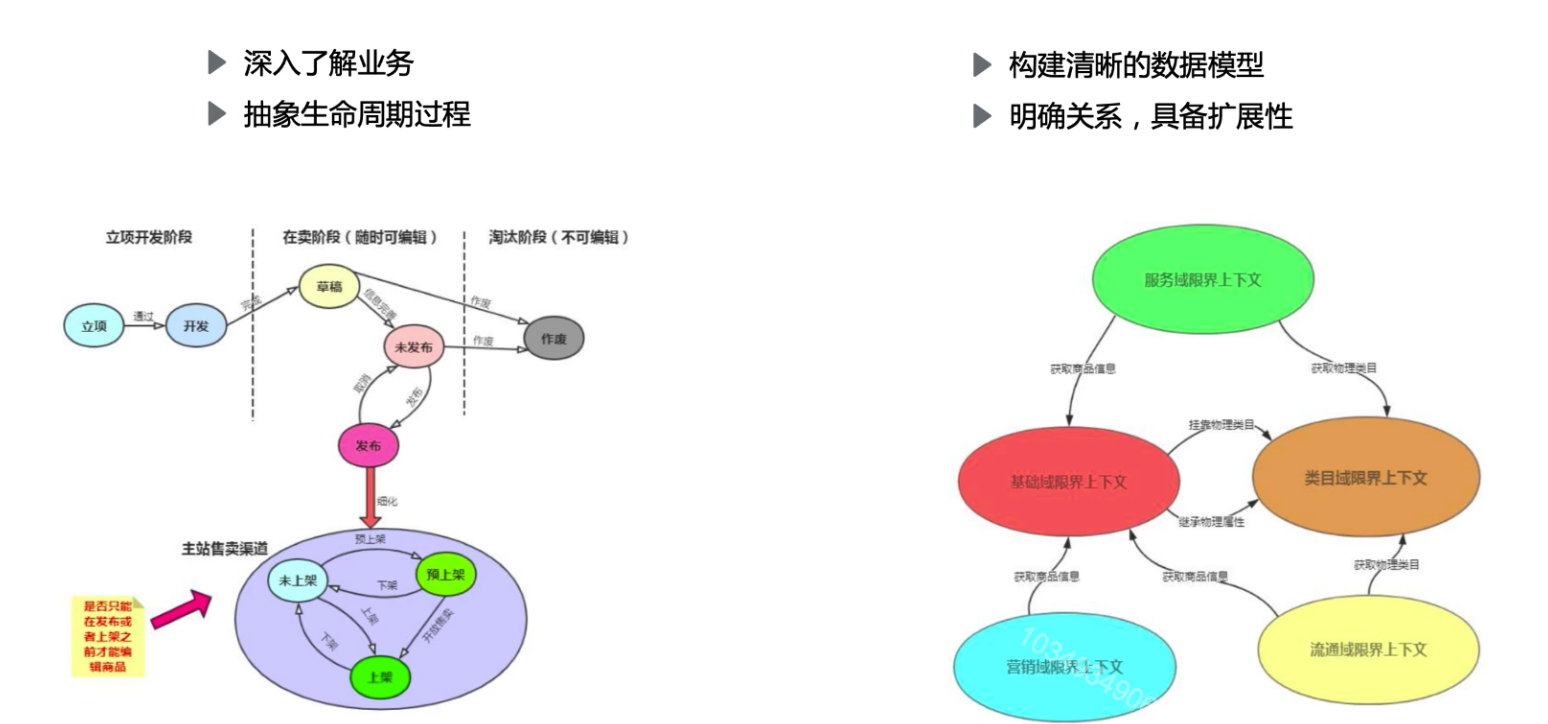 深入了解业务
抽象生命周期过程
构建清晰的数据模型
明确关系，具备扩展性
立项开发阶段
在卖阶段（随时可编辑）
淘汰阶段（不可编辑）
立项
通过
开发
完成
草稿
信息完善
作废
未发布
作废
作废
取消
发布
发布
细化
主站售卖渠道
预上架
未上架
预上架
下架
上架
开放售卖
下架
上架
是否只能
在发布或
者上架之
前才能编
辑商品
服务域限界上下文
获取商品信息
获取物理类目
挂靠物理类目
基础域限界上下文
类目域限界上下文
继承物理属性
获取商品信息
获取商品信息
获取物理类目
营销域限界上下文
流通域限界上下文